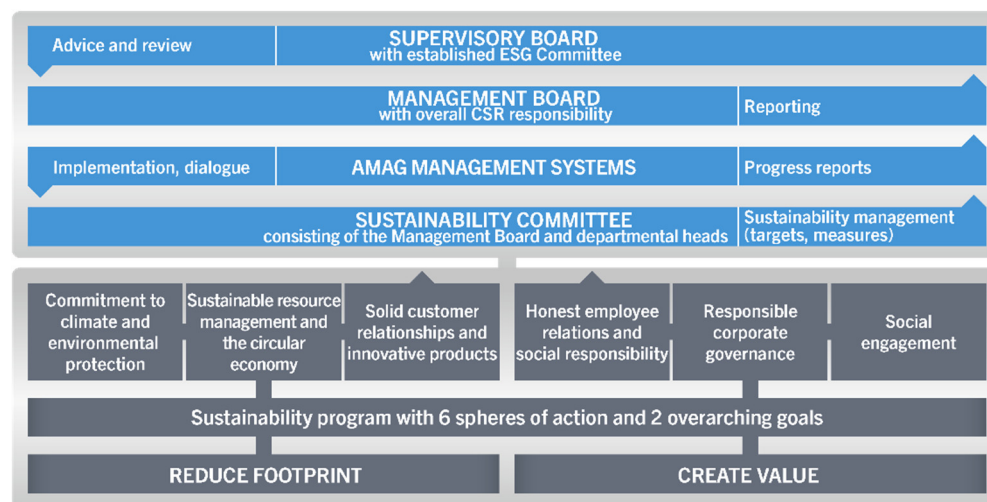 Advice and review
SUPERVISORY BOARD
with established ESG Committee
MANAGEMENT BOARD
with overall CSR responsibility
Reporting
Implementation, dialogue
AMAG MANAGEMENT SYSTEMS
Progress reports
SUSTAINABILITY COMMITTEE
consisting of the Management Board and departmental heads
Sustainability management
(targets, measures)
Commitment to
climate and
environmental
protection
Sustainable resource
management and
the circular
economy
Solid customer
relationships and
innovative products
Honest employee
relations and
social responsibility
Responsible
corporate
governance
Social
engagement
Sustainability program with 6 spheres of action and 2 overarching goals
REDUCE FOOTPRINT
CREATE VALUE